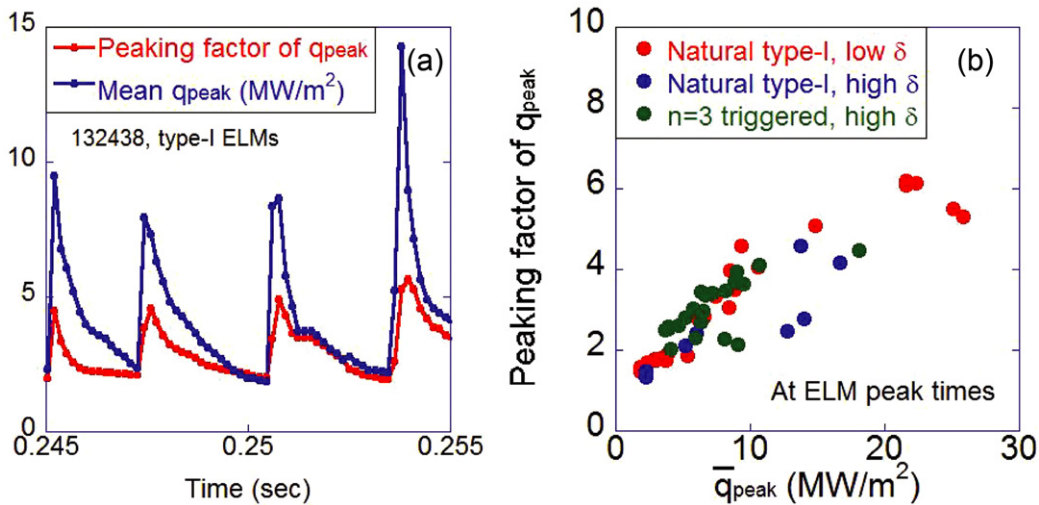 15
10
5
0
0.245
0.25
0.255
Time (sec)
Peaking factor of qpeak
Mean qpeak (MW/m²)
(a)
132438, type-I ELMs
Peaking factor of qpeak
10
8
6
4
2
0
0
10
20
30
q̅peak (MW/m²)
Natural type-I, low δ
Natural type-I, high δ
n=3 triggered, high δ
(b)
At ELM peak times